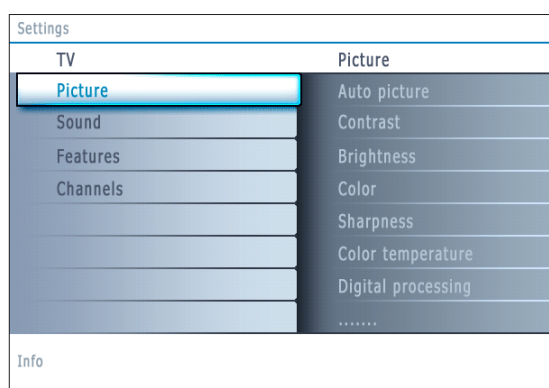 Settings
TV
Picture
Sound
Features
Channels
Picture
Auto picture
Contrast
Brightness
Color
Sharpness
Color temperature
Digital processing
.......
Info